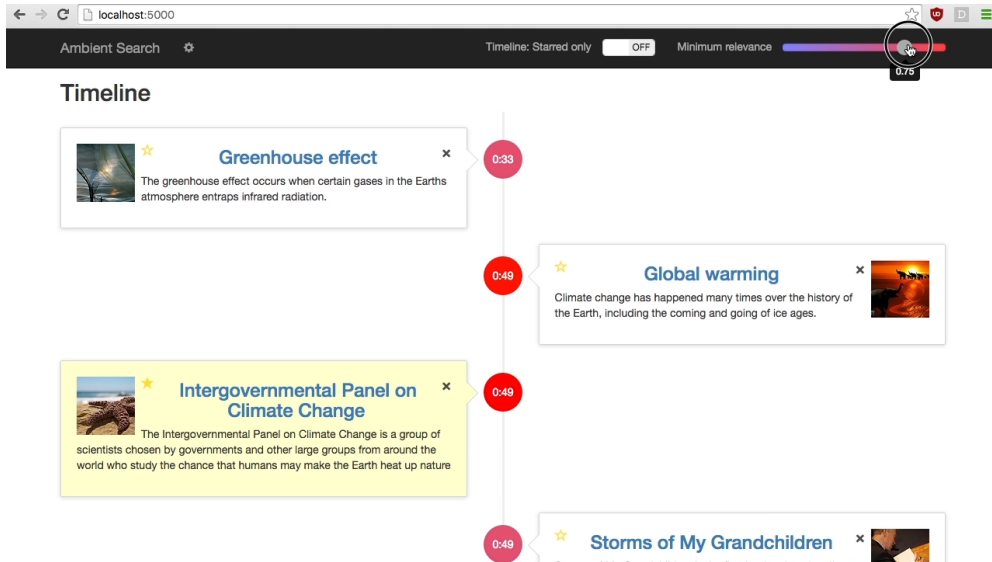 localhost:5000
Ambient Search
Timeline: Starred only OFF Minimum relevance
0.75
Timeline
Greenhouse effect
The greenhouse effect occurs when certain gases in the Earths
atmosphere entraps infrared radiation.
0:33
0:49
Global warming
Climate change has happened many times over the history of
the Earth, including the coming and going of ice ages.
Intergovernmental Panel on
Climate Change
The Intergovernmental Panel on Climate Change is a group of
scientists chosen by governments and other large groups from around the
world who study the chance that humans may make the Earth heat up nature
0:49
0:49
Storms of My Grandchildren